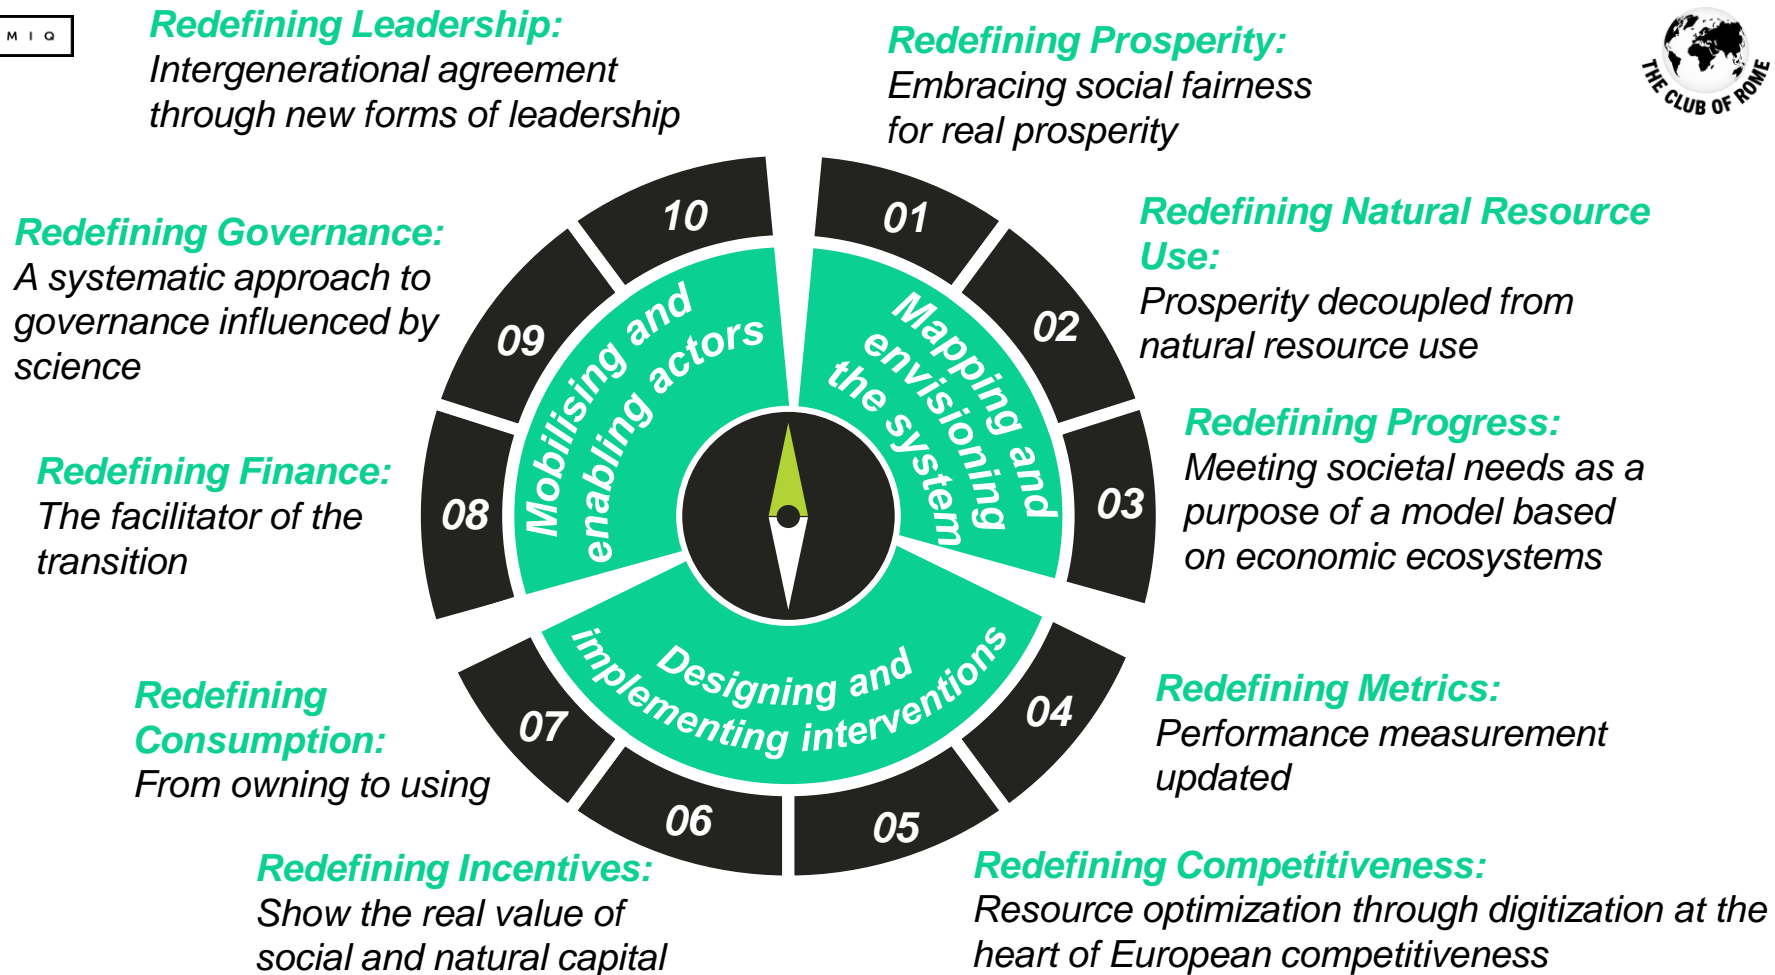 M I Q
THE CLUB OF ROME
Redefining Leadership:
Intergenerational agreement
through new forms of leadership
Redefining Prosperity:
Embracing social fairness
for real prosperity
Redefining Natural Resource
Use:
Prosperity decoupled from
natural resource use
Redefining Progress:
Meeting societal needs as a
purpose of a model based
on economic ecosystems
Redefining Metrics:
Performance measurement
updated
Redefining Competitiveness:
Resource optimization through digitization at the
heart of European competitiveness
Redefining Incentives:
Show the real value of
social and natural capital
Redefining
Consumption:
From owning to using
Redefining Finance:
The facilitator of the
transition
Redefining Governance:
A systematic approach to
governance influenced by
science
01
02
03
04
05
06
07
08
09
10
Mapping and
envisioning
the system
Designing and
implementing interventions
Mobilising and
enabling actors